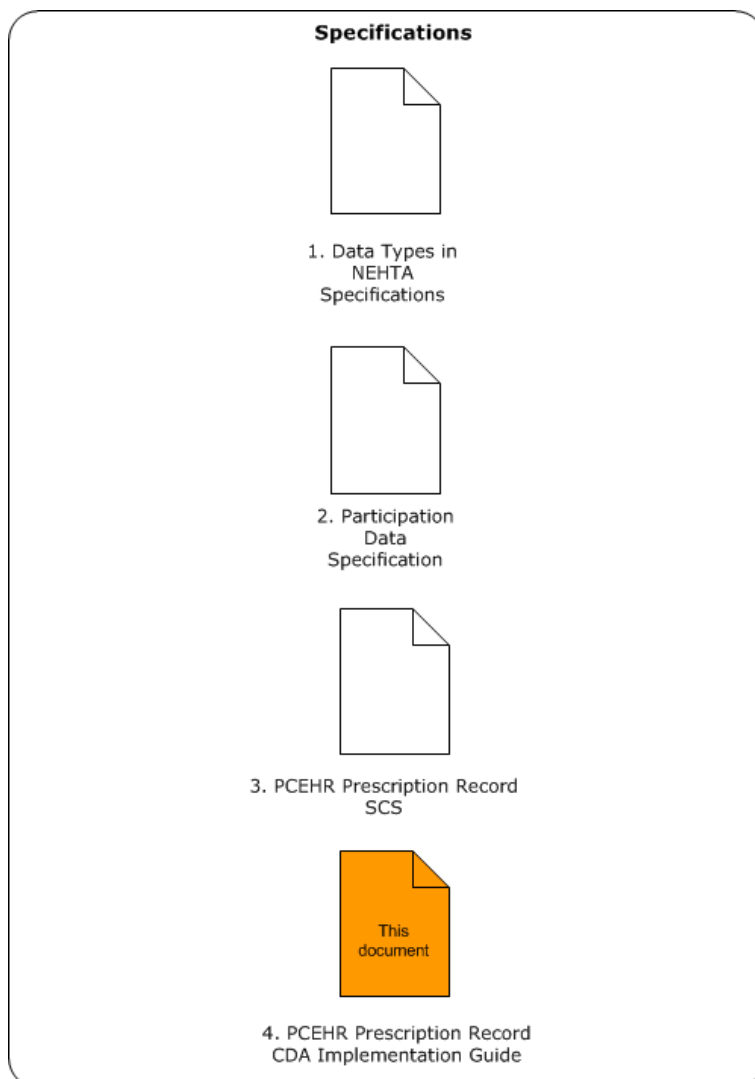 Specifications
1. Data Types in
NEHTA
Specifications
2. Participation
Data
Specification
3. PCEHR Prescription Record
SCS
This
document
4. PCEHR Prescription Record
CDA Implementation Guide